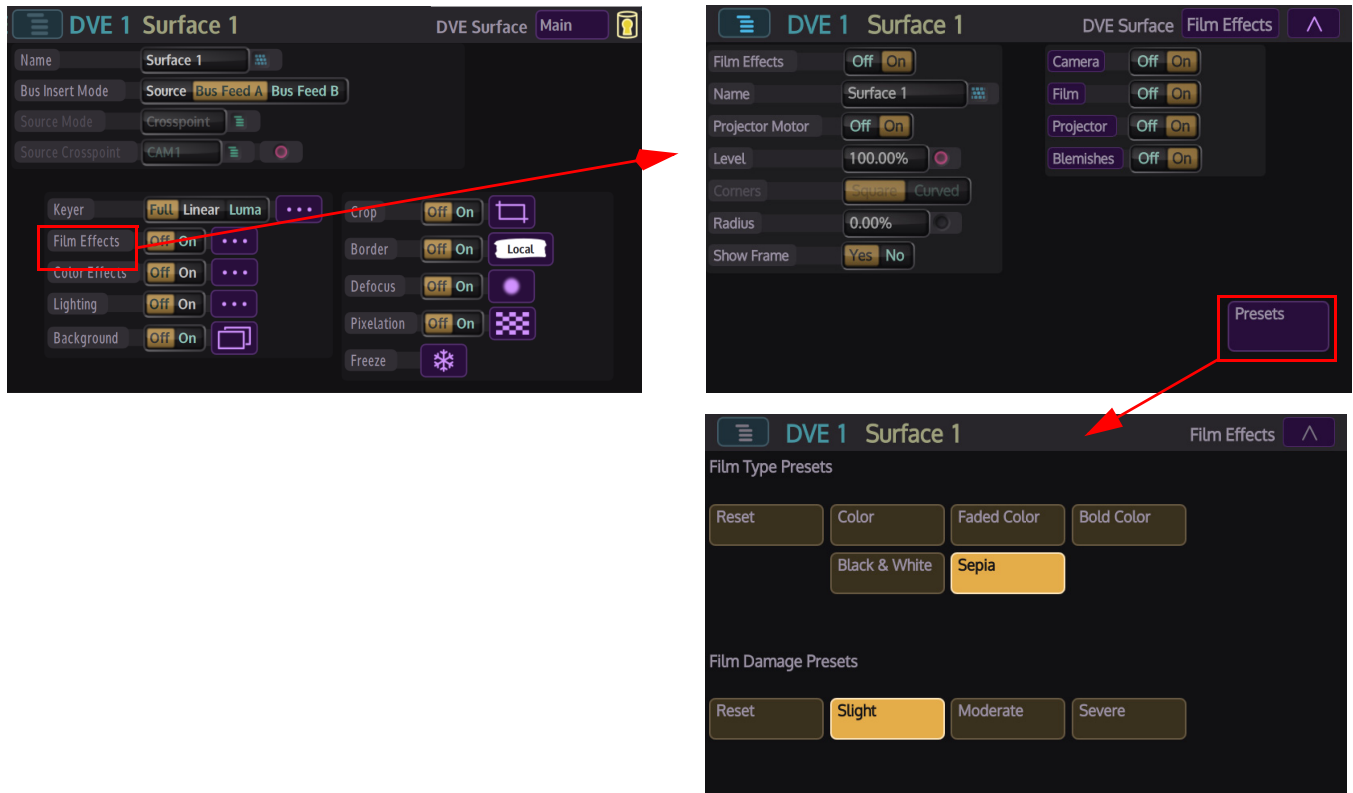 DVE 1 Surface 1 DVE Surface Main
Name Surface 1
Bus Insert Mode Source Bus Feed A Bus Feed B
Source Mode Crosspoint
Source Crosspoint CAM1
Keyer Full Linear Luma
Film Effects Off On
Color Effects Off On
Lighting Off On
Background Off On
Crop Off On
Border Off On Local
Defocus Off On
Pixelation Off On
Freeze
DVE 1 Surface 1 DVE Surface Film Effects
Film Effects Off On
Name Surface 1
Projector Motor Off On
Level 100.00%
Corners Square Curved
Radius 0.00%
Show Frame Yes No
Camera Off On
Film Off On
Projector Off On
Blemishes Off On
Presets
DVE 1 Surface 1 Film Effects
Film Type Presets
Reset Color Faded Color Bold Color
Black & White Sepia
Film Damage Presets
Reset Slight Moderate Severe